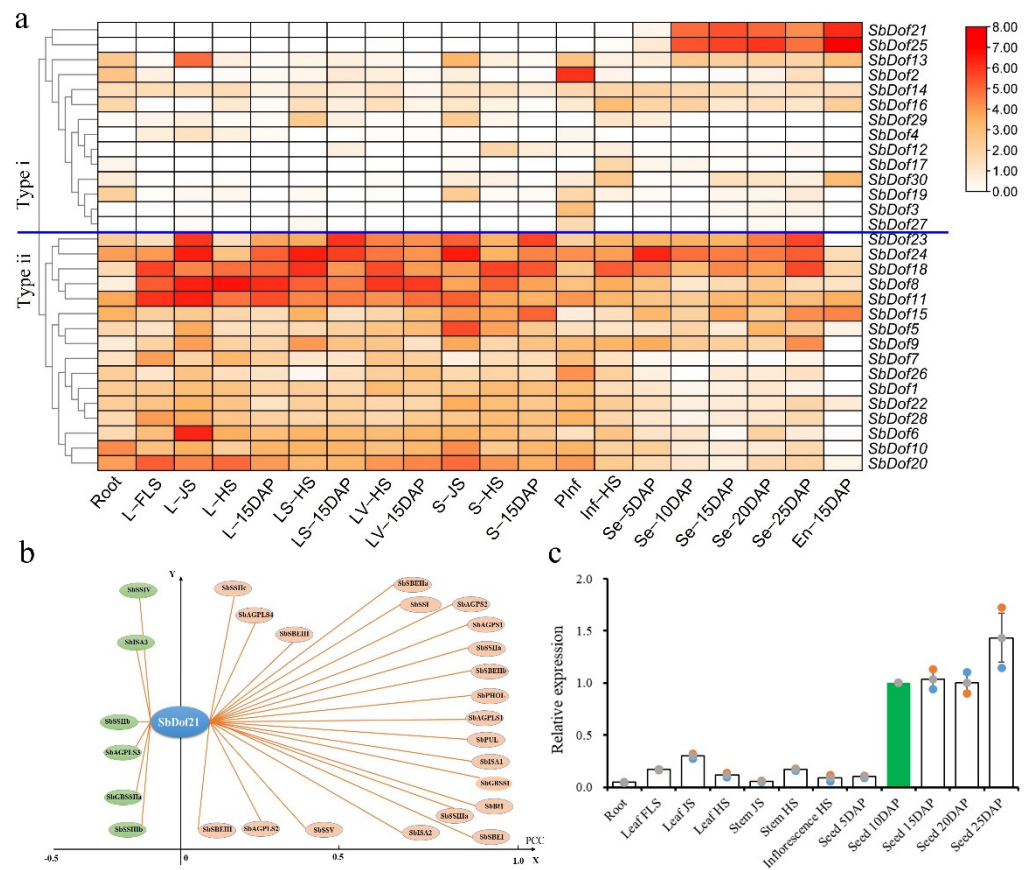 a
Type i
Type ii
SbDof21
SbDof25
SbDof13
SbDof2
SbDof14
SbDof16
SbDof29
SbDof4
SbDof12
SbDof17
SbDof30
SbDof19
SbDof3
SbDof27
SbDof23
SbDof24
SbDof18
SbDof8
SbDof11
SbDof15
SbDof5
SbDof9
SbDof7
SbDof26
SbDof1
SbDof22
SbDof28
SbDof6
SbDof10
SbDof20
8.00
7.00
6.00
5.00
4.00
3.00
2.00
1.00
0.00
Root
L-FLS
L-JS
L-HS
L-15DAP
LS-HS
LS-15DAP
LV-HS
LV-15DAP
S-JS
S-HS
S-15DAP
PInf
Inf-HS
Se-5DAP
Se-10DAP
Se-15DAP
Se-20DAP
Se-25DAP
En-15DAP
b
Y
SbSSIV
SbISA3
SbSSIIb
SbAGPLS3
SbGBSSIIa
SbSSIIIb
SbDof21
SbSSIIc
SbAGPLS4
SbSBEIII
SbSBEIIa
SbSSI
SbAGPS2
SbAGPS1
SbSSIIa
SbSBEIIb
SbPHOL
SbAGPLS1
SbPUL
SbISA1
SbGBSSI
SbBt1
SbSSIIIa
SbSBE1
SbISA2
SbSSV
SbAGPLS2
SbSBEIII
PCC
X
-0.5
0
0.5
1.0
c
Relative expression
2.0
1.5
1.0
0.5
0.0
Root
Leaf FLS
Leaf JS
Leaf HS
Stem JS
Stem HS
Inflorescence HS
Seed 5DAP
Seed 10DAP
Seed 15DAP
Seed 20DAP
Seed 25DAP